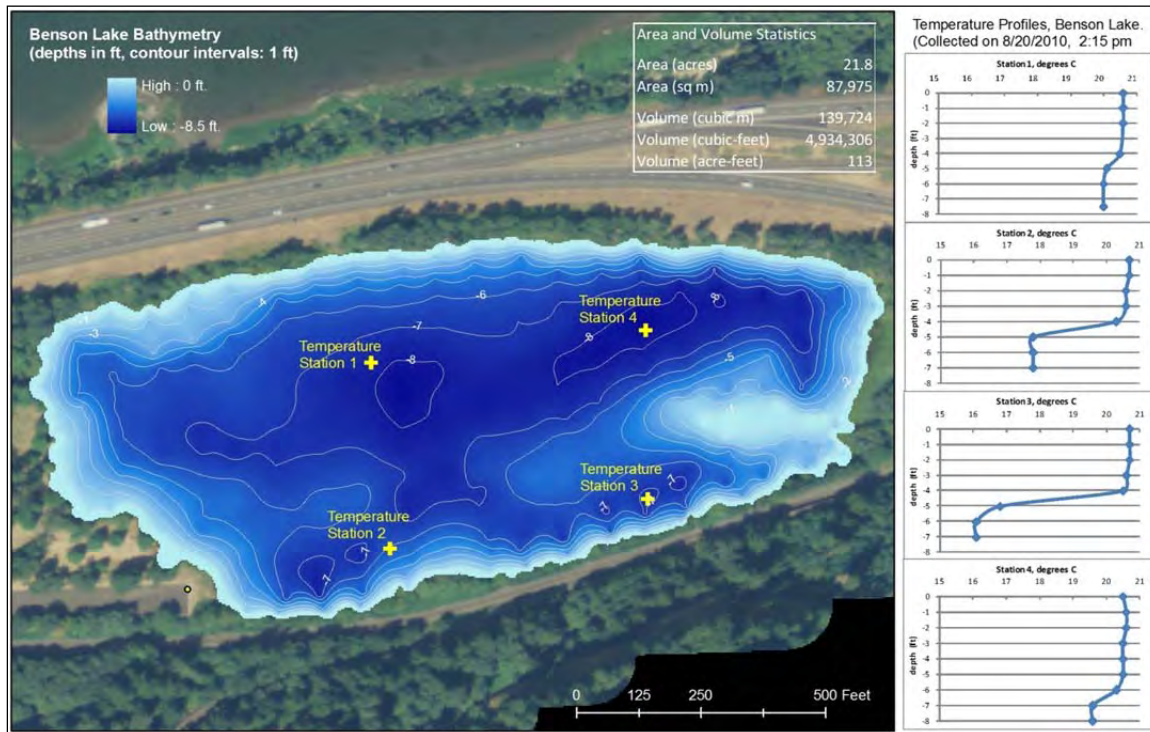 Benson Lake Bathymetry
(depths in ft, contour intervals: 1 ft)
High : 0 ft.
Low : -8.5 ft.
Area and Volume Statistics
Area (acres) 21.8
Area (sq m) 87,975
Volume (cubic m) 139,724
Volume (cubic-feet) 4,934,306
Volume (acre-feet) 113
-3
-4
-6
-7
-8
-8
-8
-5
-2
-1
-7
-7
-7
-7
Temperature
Station 4
Temperature
Station 1
Temperature
Station 3
Temperature
Station 2
0 125 250 500 Feet
Temperature Profiles, Benson Lake.
(Collected on 8/20/2010, 2:15 pm
Station 1, degrees C
15 16 17 18 19 20 21
0
-1
-2
-3
-4
-5
-6
-7
-8
depth (ft)
Station 2, degrees C
15 16 17 18 19 20 21
0
-1
-2
-3
-4
-5
-6
-7
-8
depth (ft)
Station 3, degrees C
15 16 17 18 19 20 21
0
-1
-2
-3
-4
-5
-6
-7
-8
depth (ft)
Station 4, degrees C
15 16 17 18 19 20 21
0
-1
-2
-3
-4
-5
-6
-7
-8
depth (ft)